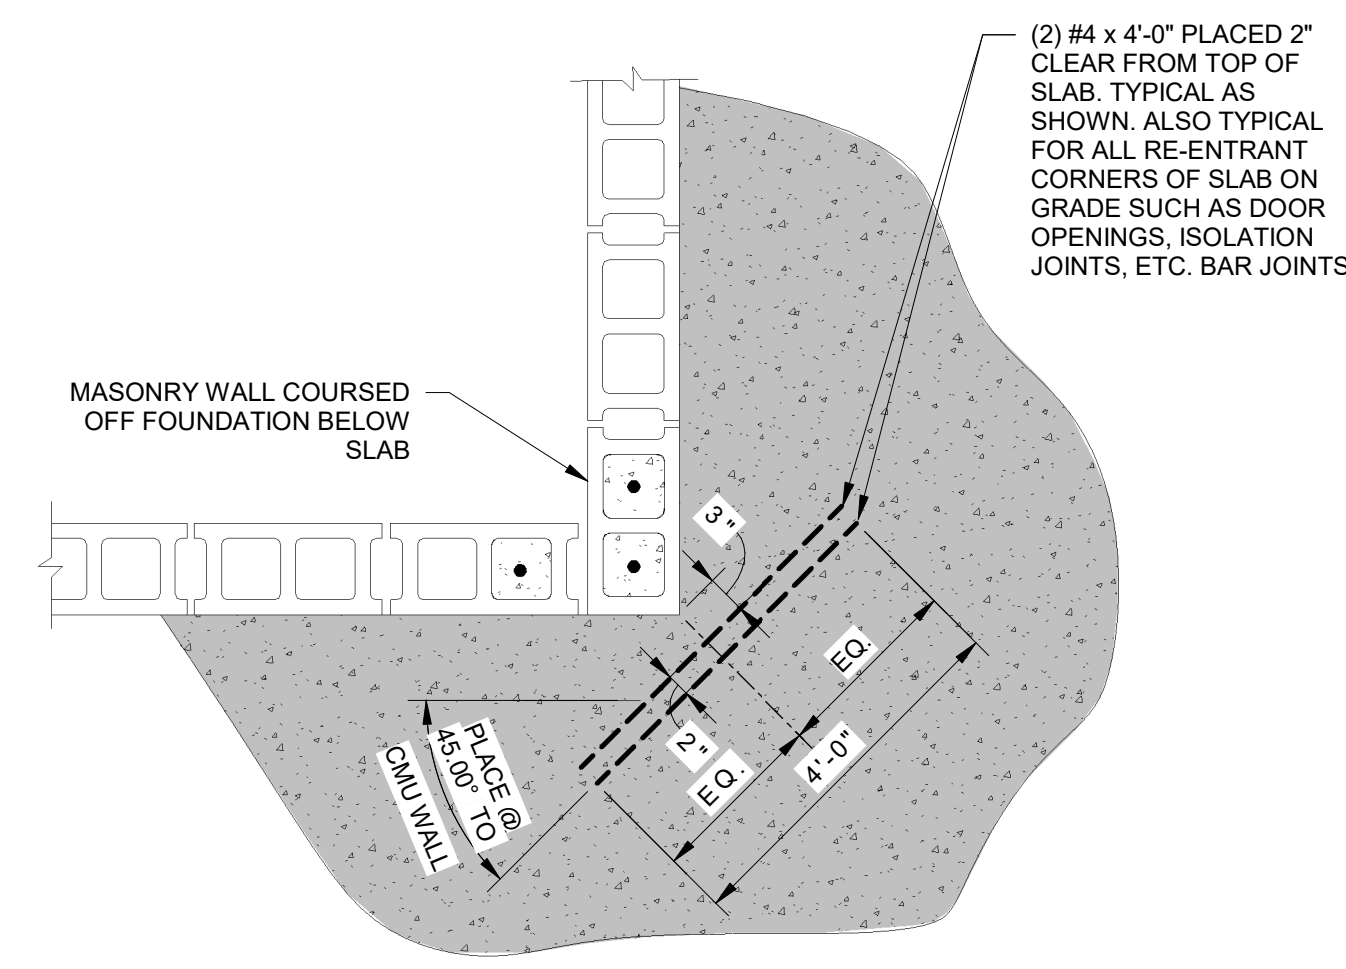 (2) #4 x 4'-0" PLACED 2"
CLEAR FROM TOP OF
SLAB. TYPICAL AS
SHOWN. ALSO TYPICAL
FOR ALL RE-ENTRANT
CORNERS OF SLAB ON
GRADE SUCH AS DOOR
OPENINGS, ISOLATION
JOINTS, ETC. BAR JOINTS
MASONRY WALL COURSED
OFF FOUNDATION BELOW
SLAB
3"
EQ.
2"
EQ.
4'-0"
PLACE @
45.00° TO
CMU WALL